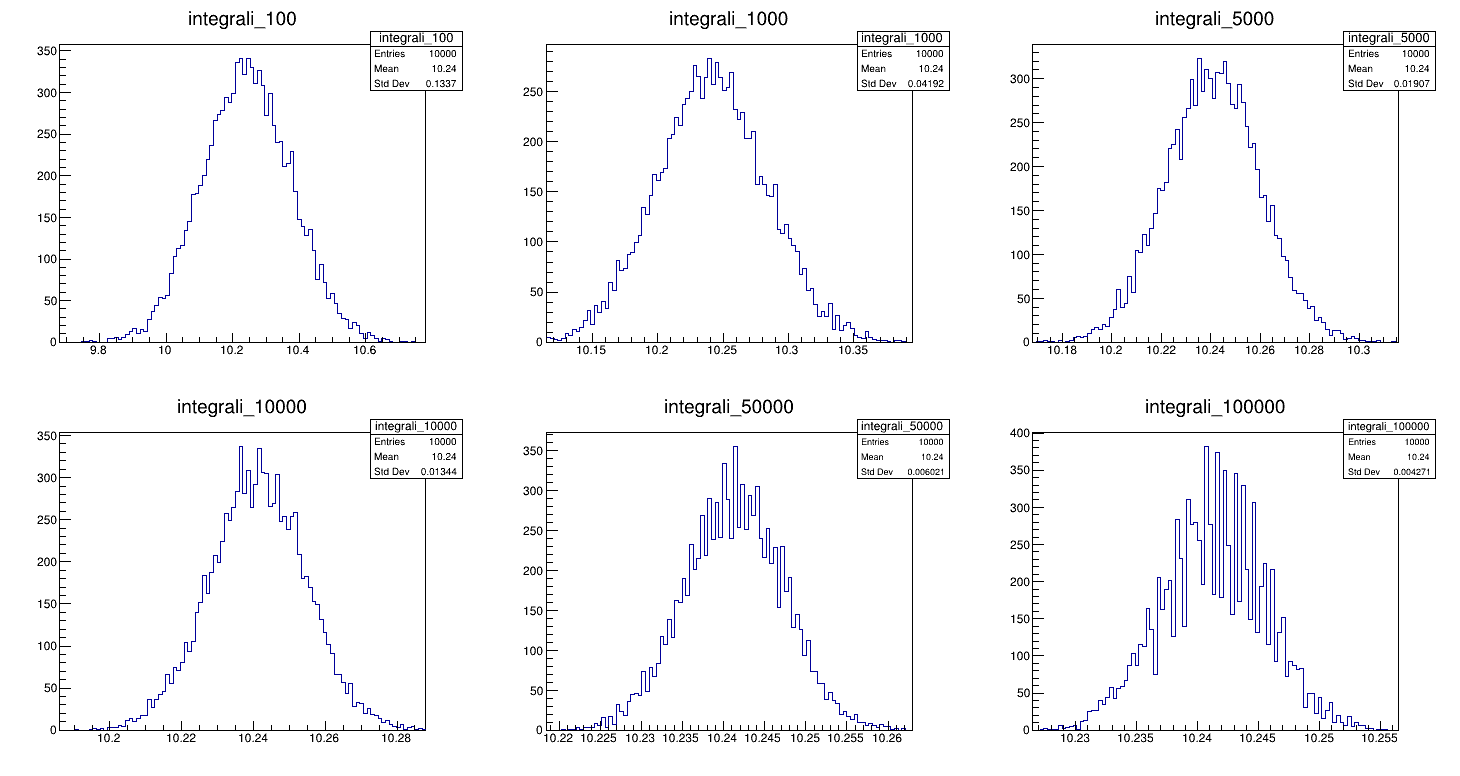 integrali_100
integrali_100
Entries 10000
Mean 10.24
Std Dev 0.1337
350
300
250
200
150
100
50
0
9.8 10 10.2 10.4 10.6
integrali_1000
integrali_1000
Entries 10000
Mean 10.24
Std Dev 0.04192
250
200
150
100
50
0
10.15 10.2 10.25 10.3 10.35
integrali_5000
integrali_5000
Entries 10000
Mean 10.24
Std Dev 0.01907
300
250
200
150
100
50
0
10.18 10.2 10.22 10.24 10.26 10.28 10.3
integrali_10000
integrali_10000
Entries 10000
Mean 10.24
Std Dev 0.01344
350
300
250
200
150
100
50
0
10.2 10.22 10.24 10.26 10.28
integrali_50000
integrali_50000
Entries 10000
Mean 10.24
Std Dev 0.006021
350
300
250
200
150
100
50
0
10.22 10.225 10.23 10.235 10.24 10.245 10.25 10.255 10.26
integrali_100000
integrali_100000
Entries 10000
Mean 10.24
Std Dev 0.004271
400
350
300
250
200
150
100
50
0
10.23 10.235 10.24 10.245 10.25 10.255